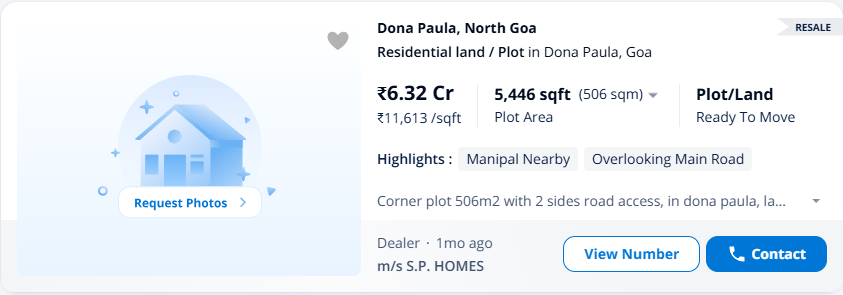 Dona Paula, North Goa
RESALE
Residential land / Plot in Dona Paula, Goa
₹6.32 Cr
₹11,613 /sqft
5,446 sqft (506 sqm)
Plot Area
Plot/Land
Ready To Move
Highlights : Manipal Nearby Overlooking Main Road
Request Photos
Corner plot 506m2 with 2 sides road access, in dona paula, la...
Dealer · 1mo ago
m/s S.P. HOMES
View Number
Contact